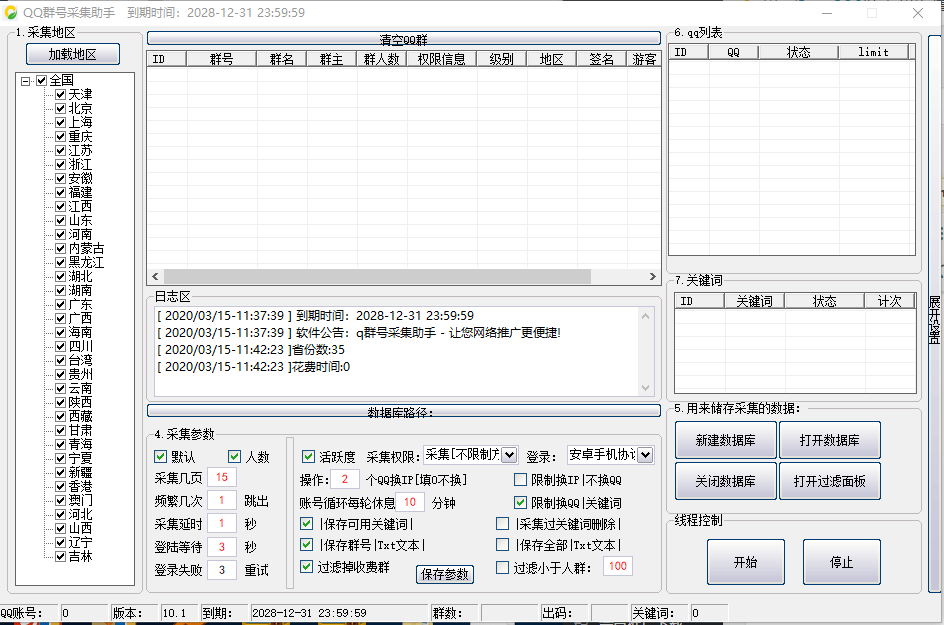 QQ群号采集助手 到期时间：2028-12-31 23:59:59
1. 采集地区
加载地区
全国
天津
北京
上海
重庆
江苏
浙江
安徽
福建
江西
山东
河南
内蒙古
黑龙江
湖北
湖南
广东
广西
海南
四川
台湾
贵州
云南
陕西
西藏
甘肃
青海
宁夏
新疆
香港
澳门
河北
山西
辽宁
吉林
清空QQ群
ID 群号 群名 群主 群人数 权限信息 级别 地区 签名 游客
日志区
[ 2020/03/15-11:37:39 ] 到期时间：2028-12-31 23:59:59
[ 2020/03/15-11:37:39 ] 软件公告：q群号采集助手 - 让您网络推广更便捷!
[ 2020/03/15-11:42:23 ]省份数:35
[ 2020/03/15-11:42:23 ]花费时间:0
数据库路径：
4. 采集参数
默认 人数
采集几页 15
频繁几次 1 跳出
采集延时 1 秒
登陆等待 3 秒
登录失败 3 重试
活跃度 采集权限： 采集[不限制方 登录： 安卓手机协议
操作： 2 个QQ换IP[填0不换] 限制换IP|不换QQ
账号循环每轮休息 10 分钟 限制换QQ|关键词
|保存可用关键词| |采集过关键词删除|
|保存群号|Txt文本| |保存全部|Txt文本|
过滤掉收费群 保存参数 过滤小于人群： 100
6. qq列表
ID QQ 状态 limit
7. 关键词
ID 关键词 状态 计次
5. 用来储存采集的数据：
新建数据库 打开数据库
关闭数据库 打开过滤面板
线程控制
开始 停止
展开设置
QQ账号： 0 版本： 10.1 到期： 2028-12-31 23:59:59 群数： 出码： 关键词： 0